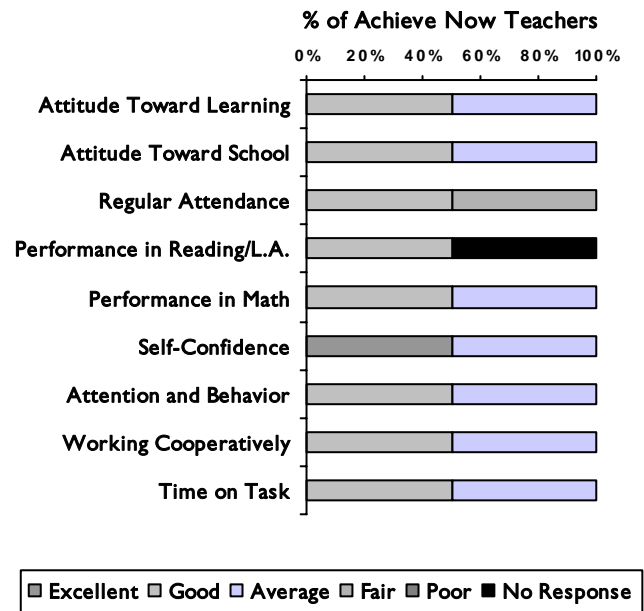 % of Achieve Now Teachers
0% 20% 40% 60% 80% 100%
Attitude Toward Learning
Attitude Toward School
Regular Attendance
Performance in Reading/L.A.
Performance in Math
Self-Confidence
Attention and Behavior
Working Cooperatively
Time on Task
Excellent Good Average Fair Poor No Response